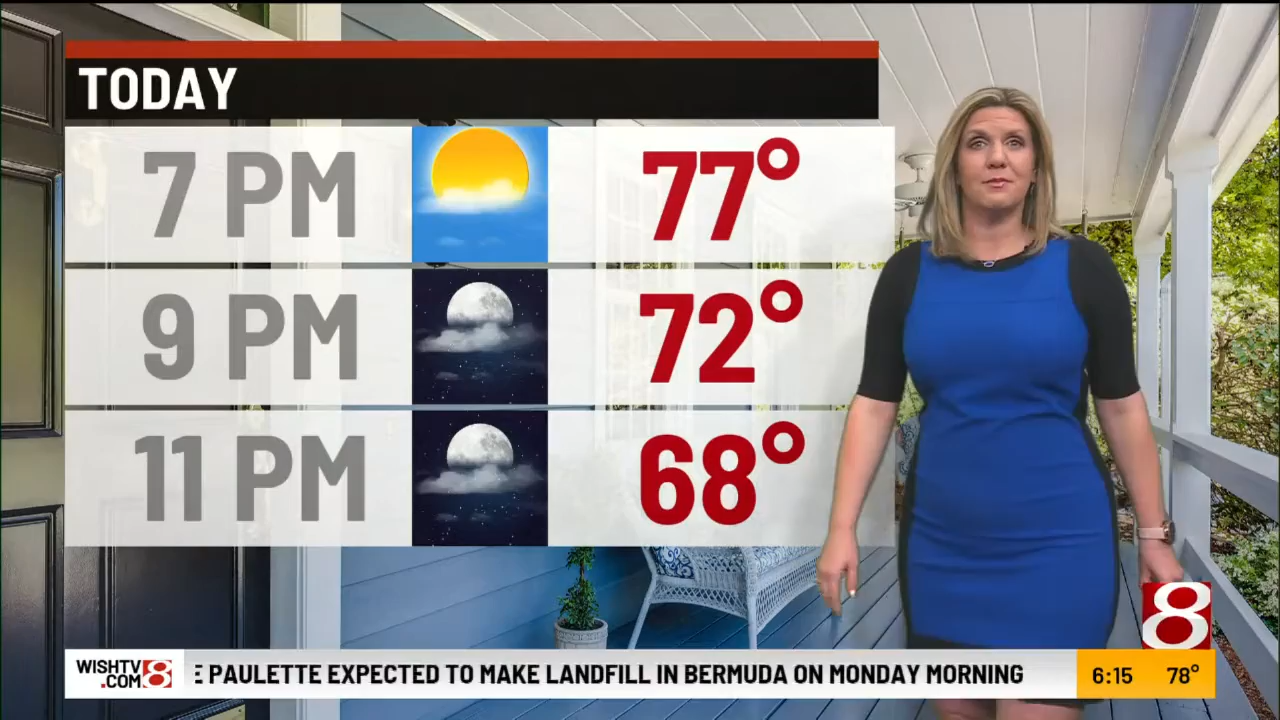 TODAY
7 PM 77°
9 PM 72°
11 PM 68°
8
WISHTV 8
.COM
E PAULETTE EXPECTED TO MAKE LANDFILL IN BERMUDA ON MONDAY MORNING
6:15 78°